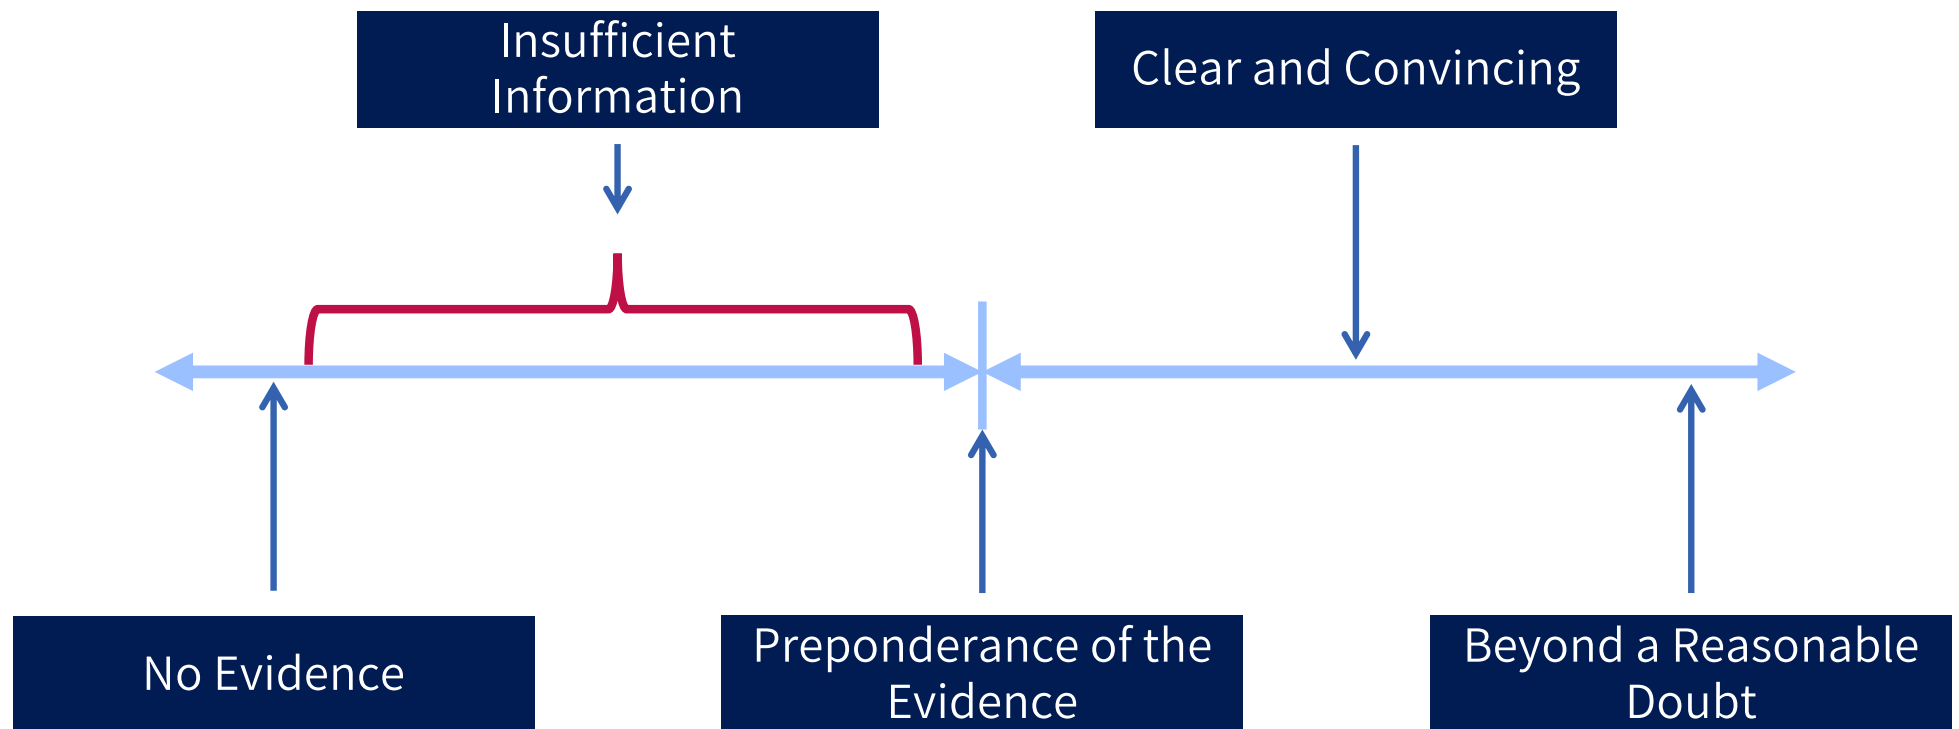 Insufficient
Information
Clear and Convincing
No Evidence
Preponderance of the
Evidence
Beyond a Reasonable
Doubt